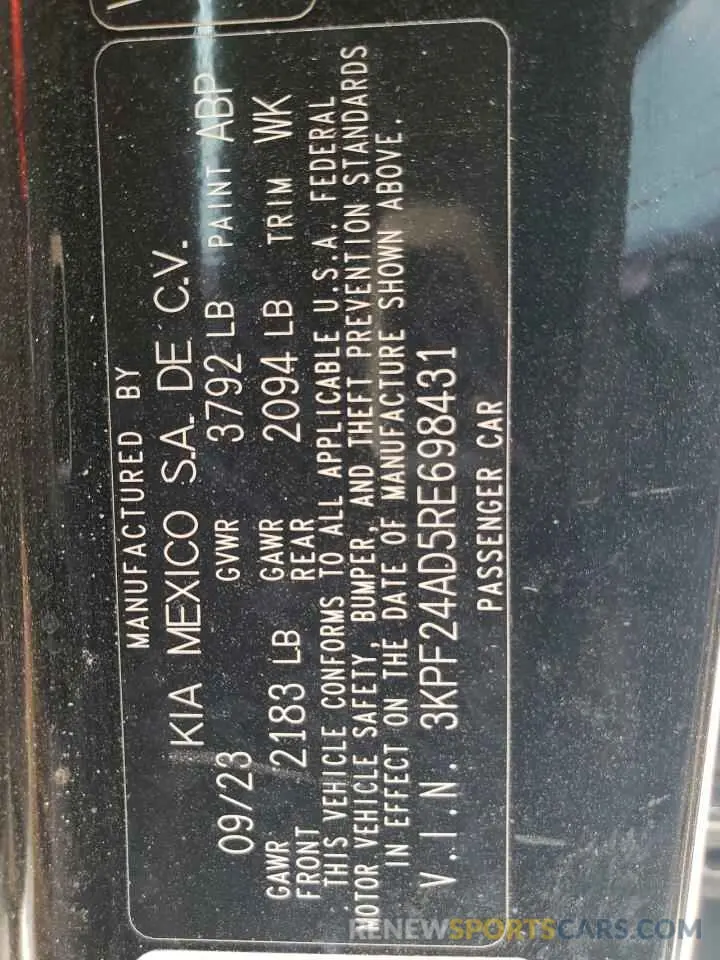 MANUFACTURED BY
KIA MEXICO S.A. DE C.V.
09/23 GVWR 3792 LB PAINT ABP
GAWR FRONT 2183 LB GAWR REAR 2094 LB TRIM WK
THIS VEHICLE CONFORMS TO ALL APPLICABLE U.S.A. FEDERAL
MOTOR VEHICLE SAFETY, BUMPER, AND THEFT PREVENTION STANDARDS
IN EFFECT ON THE DATE OF MANUFACTURE SHOWN ABOVE.
V.I.N. 3KPF24AD5RE698431
PASSENGER CAR
RENEWSPORTSCARS.COM